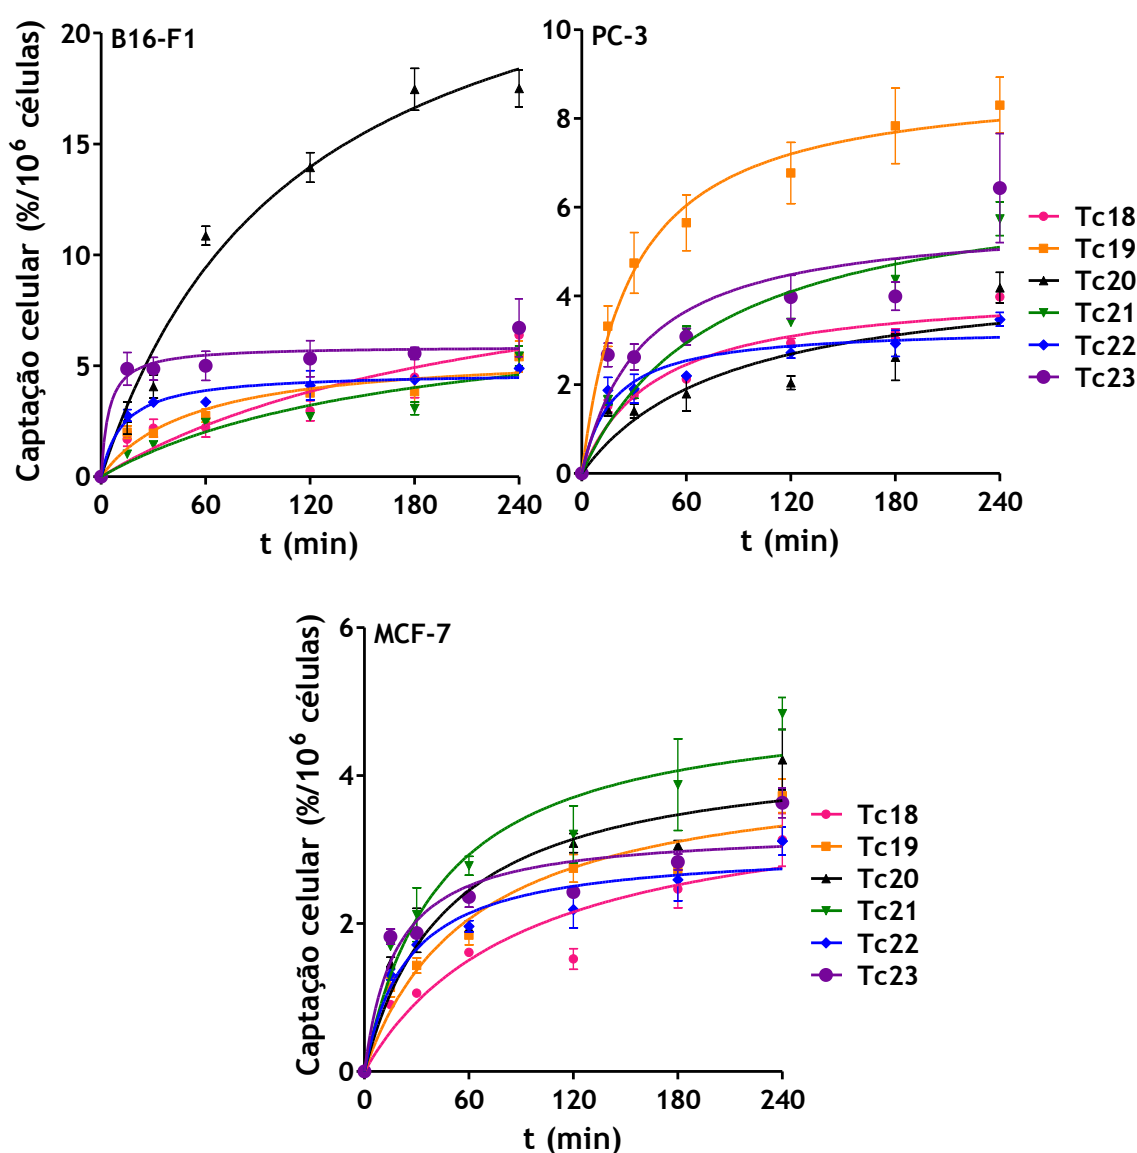 B16-F1
Captação celular (%/10⁶ células)
20
15
10
5
0
0 60 120 180 240
t (min)
PC-3
10
8
6
4
2
0
0 60 120 180 240
t (min)
Tc18
Tc19
Tc20
Tc21
Tc22
Tc23
MCF-7
Captação celular (%/10⁶ células)
6
4
2
0
0 60 120 180 240
t (min)
Tc18
Tc19
Tc20
Tc21
Tc22
Tc23